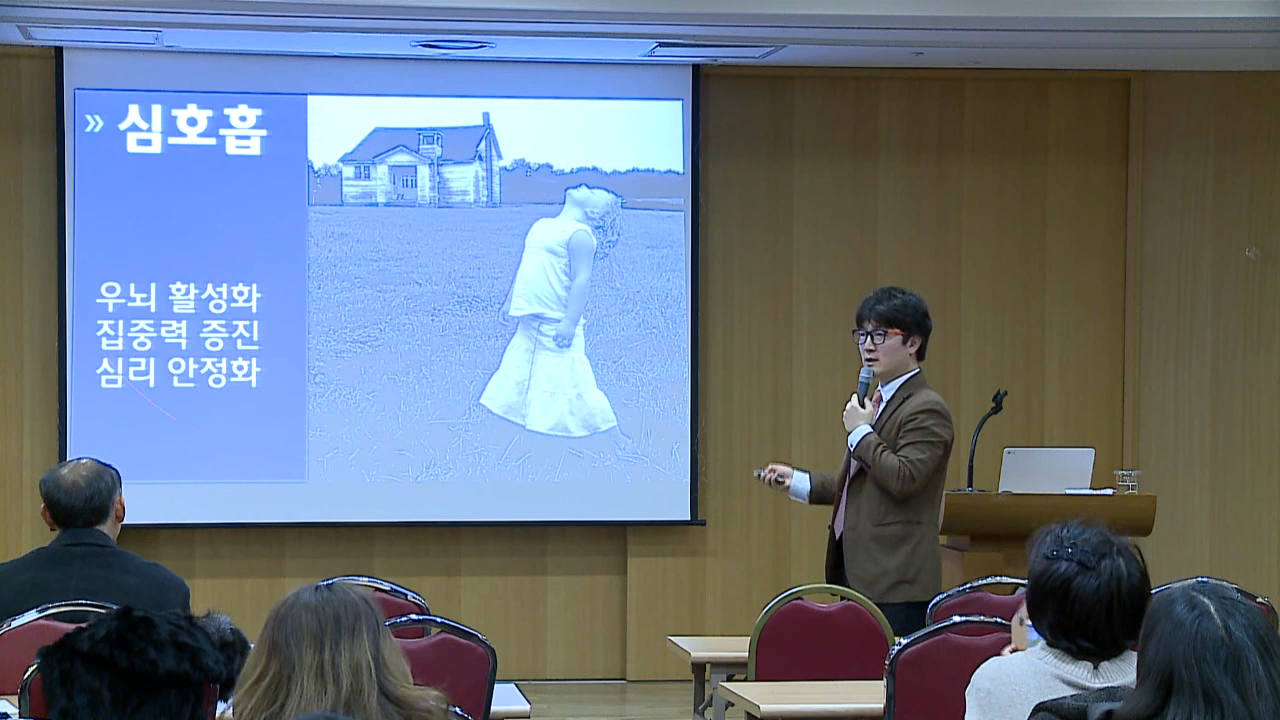 » 심호흡
우뇌 활성화
집중력 증진
심리 안정화